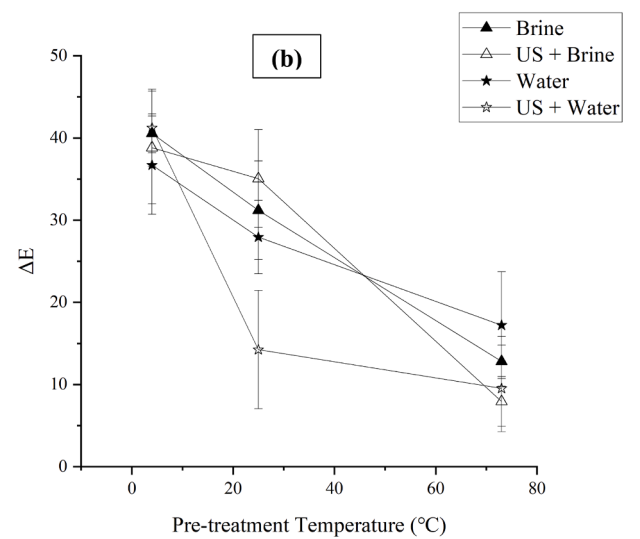 Brine
US + Brine
Water
US + Water
(b)
50
40
30
20
10
0
ΔE
0 20 40 60 80
Pre-treatment Temperature (℃)